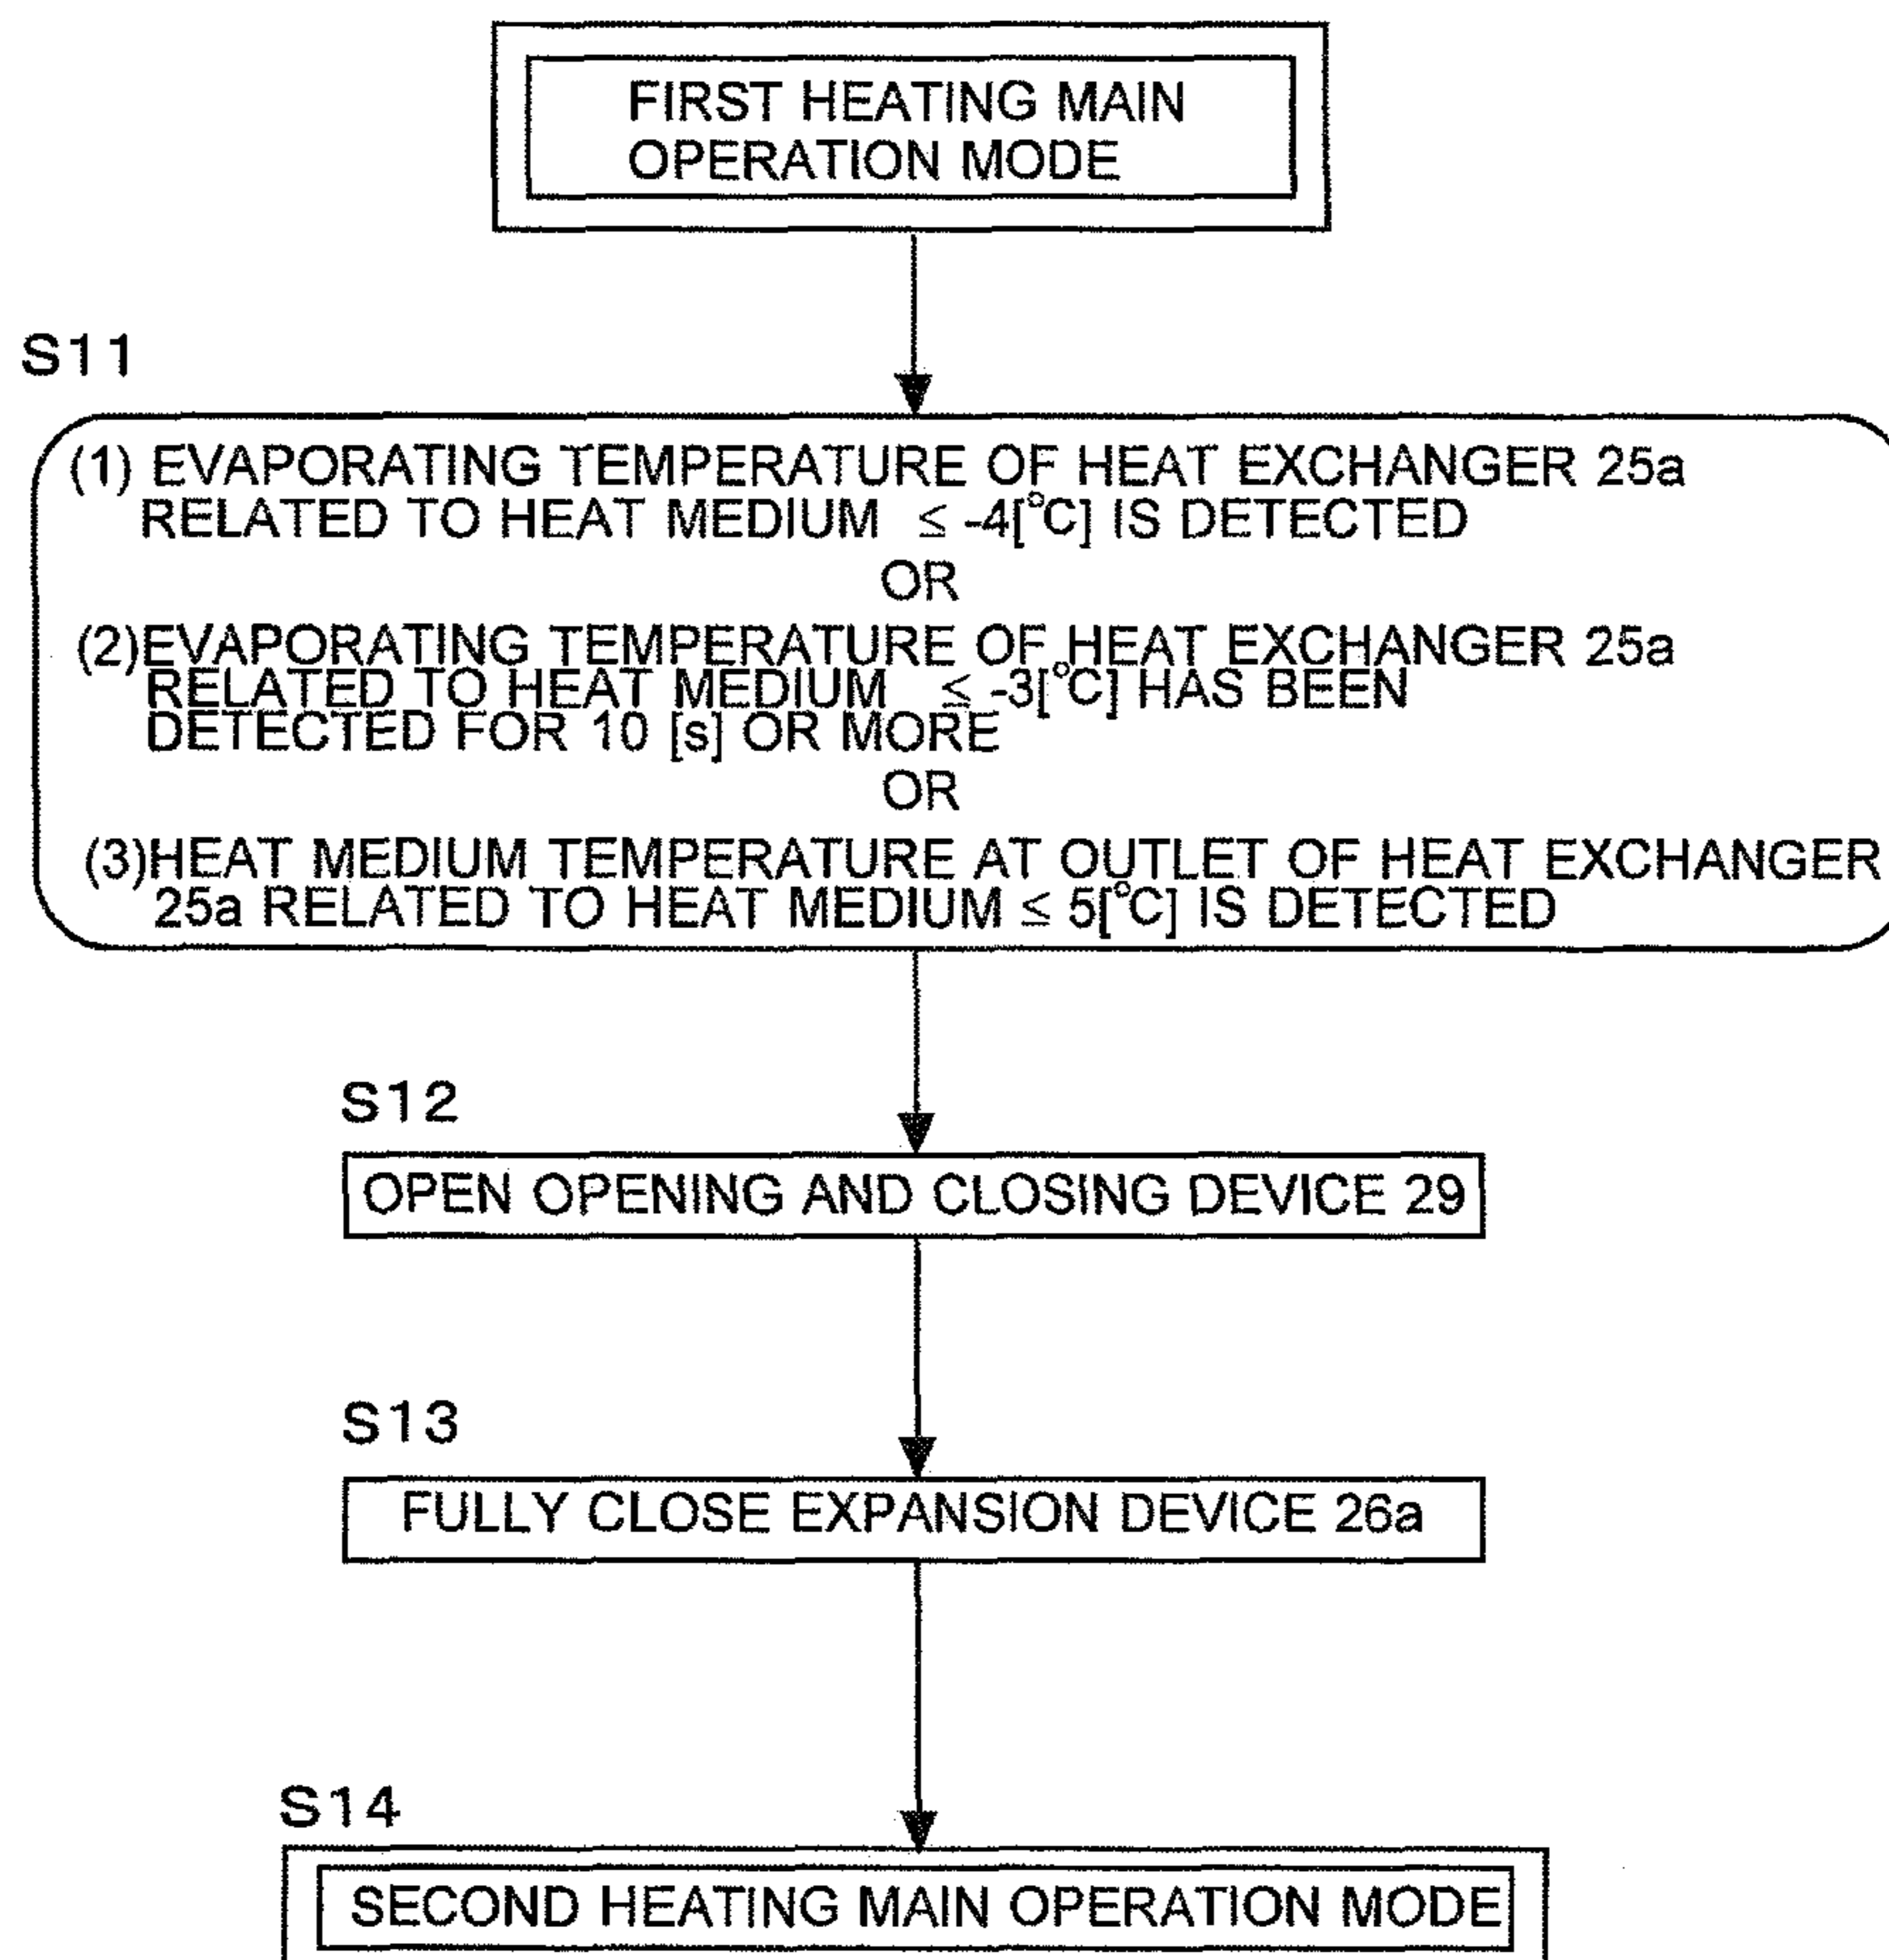 FIRST HEATING MAIN
OPERATION MODE
S11
(1) EVAPORATING TEMPERATURE OF HEAT EXCHANGER 25a
RELATED TO HEAT MEDIUM ≤ -4[°C] IS DETECTED
OR
(2)EVAPORATING TEMPERATURE OF HEAT EXCHANGER 25a
RELATED TO HEAT MEDIUM ≤ -3[°C] HAS BEEN
DETECTED FOR 10 [s] OR MORE
OR
(3)HEAT MEDIUM TEMPERATURE AT OUTLET OF HEAT EXCHANGER
25a RELATED TO HEAT MEDIUM ≤ 5[°C] IS DETECTED
S12
OPEN OPENING AND CLOSING DEVICE 29
S13
FULLY CLOSE EXPANSION DEVICE 26a
S14
SECOND HEATING MAIN OPERATION MODE